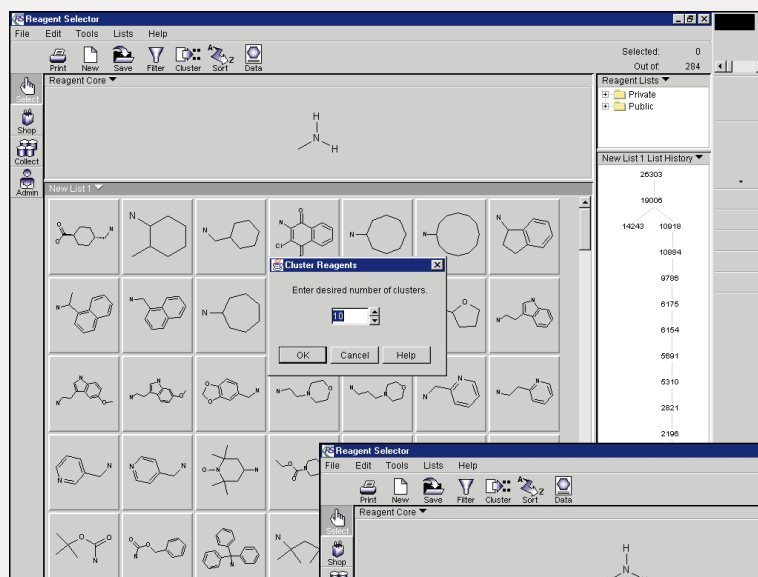 Reagent Selector
File Edit Tools Lists Help
Print New Save Filter Cluster Sort Data
Selected: 0
Out of: 284
Select
Shop
Collect
Admin
Reagent Core
H
N
H
Reagent Lists
Private
Public
New List 1 List History
26303
19006
14243 10918
10884
9786
6175
6154
5691
5310
2821
2196
New List 1
Cluster Reagents
Enter desired number of clusters.
10
OK Cancel Help
Reagent Selector
File Edit Tools Lists Help
Print New Save Filter Cluster Sort Data
Select
Shop
Reagent Core
H
N